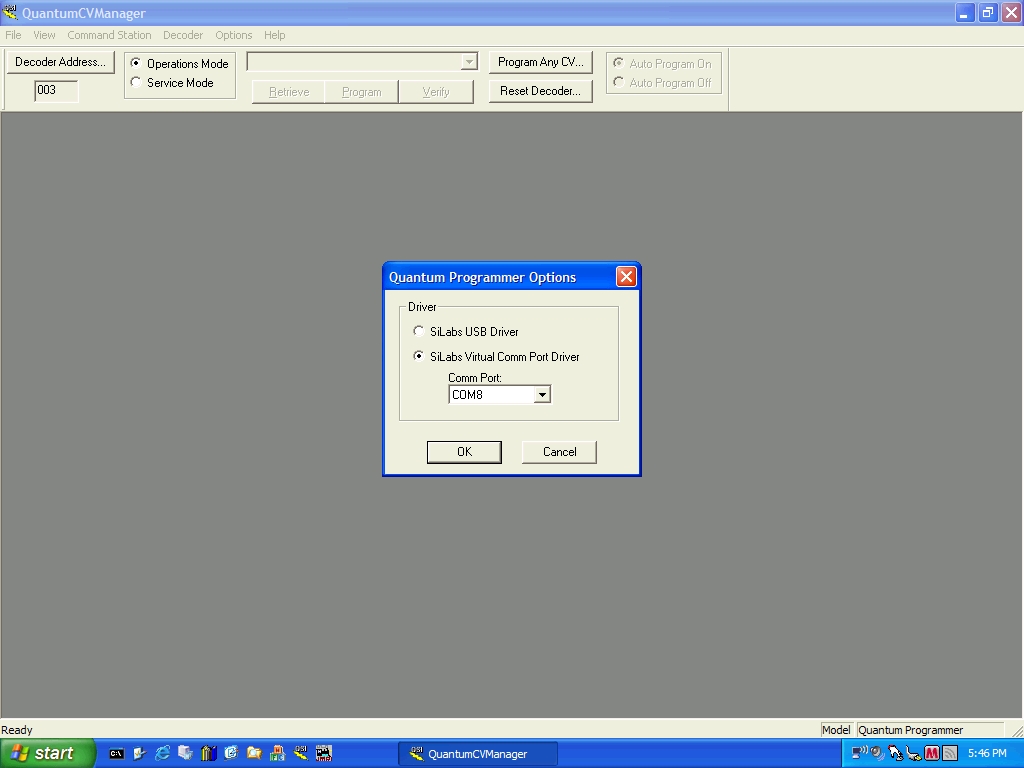 QuantumCVManager
File View Command Station Decoder Options Help
Decoder Address...
003
Operations Mode
Service Mode
Retrieve Program Verify
Program Any CV...
Reset Decoder...
Auto Program On
Auto Program Off
Quantum Programmer Options
Driver
SiLabs USB Driver
SiLabs Virtual Comm Port Driver
Comm Port:
COM8
OK Cancel
Ready
Model Quantum Programmer
start
QuantumCVManager
5:46 PM